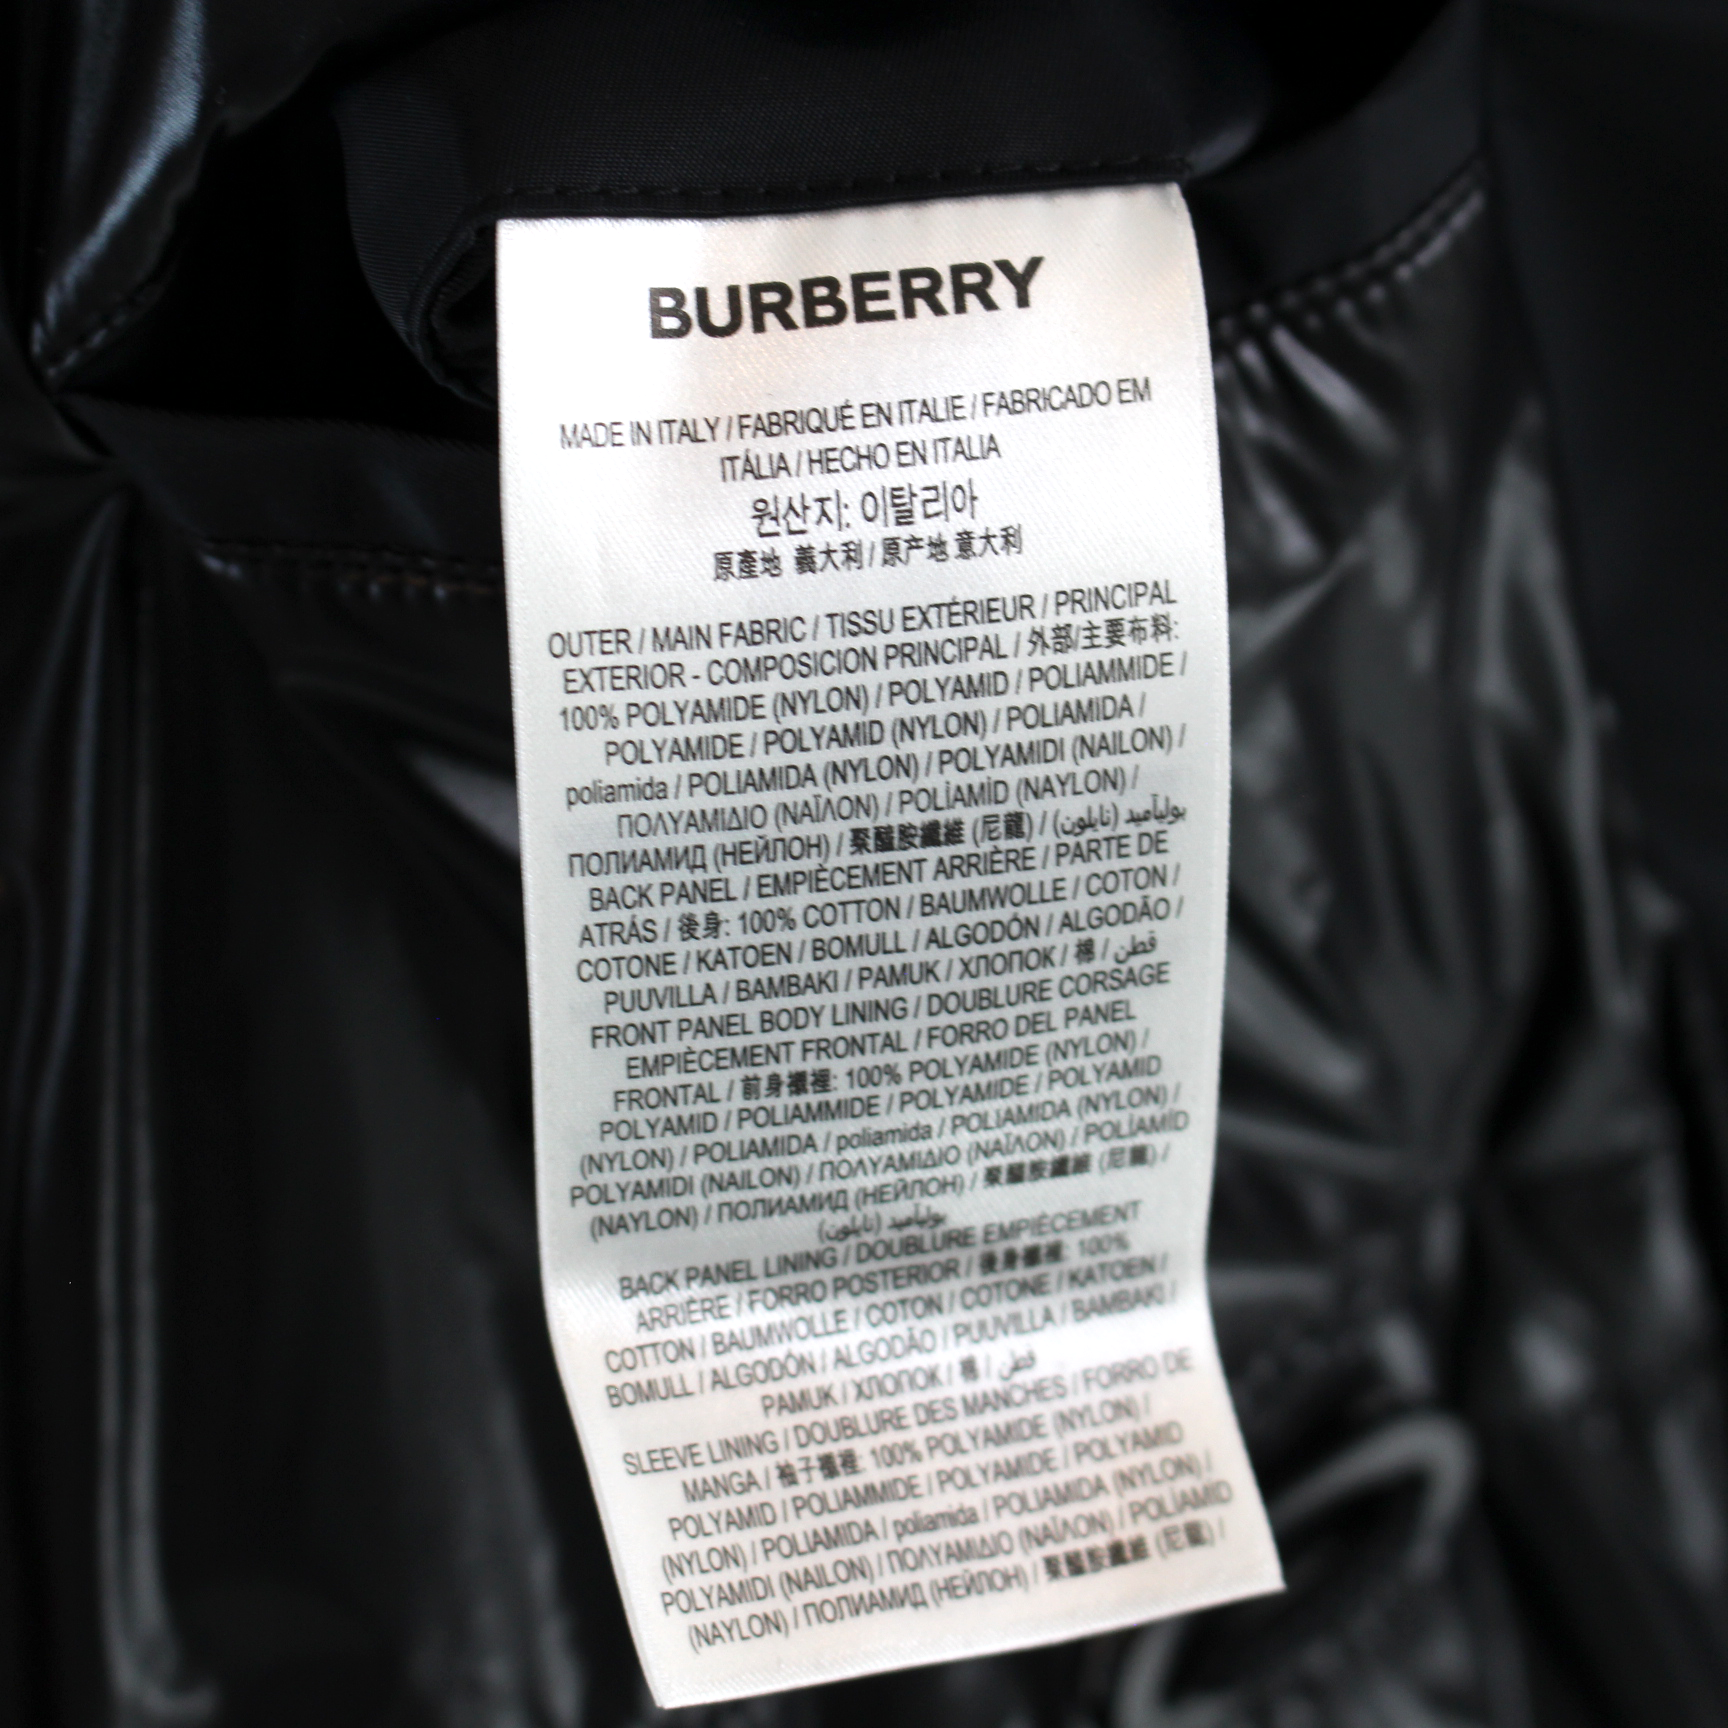 BURBERRY
MADE IN ITALY / FABRIQUÉ EN ITALIE / FABRICADO EM
ITÁLIA / HECHO EN ITALIA
원산지: 이탈리아
原產地 義大利 / 原产地 意大利
OUTER / MAIN FABRIC / TISSU EXTÉRIEUR / PRINCIPAL
EXTERIOR - COMPOSICION PRINCIPAL / 外部/主要布料:
100% POLYAMIDE (NYLON) / POLYAMID / POLIAMMIDE /
POLYAMIDE / POLYAMID (NYLON) / POLIAMIDA /
poliamida / POLIAMIDA (NYLON) / POLYAMIDI (NAILON) /
ΠΟΛΥΑΜΙΔΙΟ (ΝΑΪΛΟΝ) / POLİAMİD (NAYLON) /
ПОЛИАМИД (НЕЙЛОН) / 聚醯胺纖維 (尼龍) / بوليآميد (نايلون)
BACK PANEL / EMPIÈCEMENT ARRIÈRE / PARTE DE
ATRÁS / 後身: 100% COTTON / BAUMWOLLE / COTON /
COTONE / KATOEN / BOMULL / ALGODÓN / ALGODÃO /
PUUVILLA / BAMBAKI / PAMUK / ХЛОПОК / 棉 / قطن
FRONT PANEL BODY LINING / DOUBLURE CORSAGE
EMPIÈCEMENT FRONTAL / FORRO DEL PANEL
FRONTAL / 前身襯裡: 100% POLYAMIDE (NYLON) /
POLYAMID / POLIAMMIDE / POLYAMIDE / POLYAMID
(NYLON) / POLIAMIDA / poliamida / POLIAMIDA (NYLON) /
POLYAMIDI (NAILON) / ΠΟΛΥΑΜΙΔΙΟ (ΝΑΪΛΟΝ) / POLİAMİD
(NAYLON) / ПОЛИАМИД (НЕЙЛОН) / 聚醯胺纖維 (尼龍) /
بوليآميد (نايلون)
BACK PANEL LINING / DOUBLURE EMPIÈCEMENT
ARRIÈRE / FORRO POSTERIOR / 後身襯裡: 100%
COTTON / BAUMWOLLE / COTON / COTONE / KATOEN /
BOMULL / ALGODÓN / ALGODÃO / PUUVILLA / BAMBAKI /
PAMUK / ХЛОПОК / 棉 / قطن
SLEEVE LINING / DOUBLURE DES MANCHES / FORRO DE
MANGA / 袖子襯裡: 100% POLYAMIDE (NYLON) /
POLYAMID / POLIAMMIDE / POLYAMIDE / POLYAMID
(NYLON) / POLIAMIDA / poliamida / POLIAMIDA (NYLON) /
POLYAMIDI (NAILON) / ΠΟΛΥΑΜΙΔΙΟ (ΝΑΪΛΟΝ) / POLİAMİD
(NAYLON) / ПОЛИАМИД (НЕЙЛОН) / 聚醯胺纖維 (尼龍) /